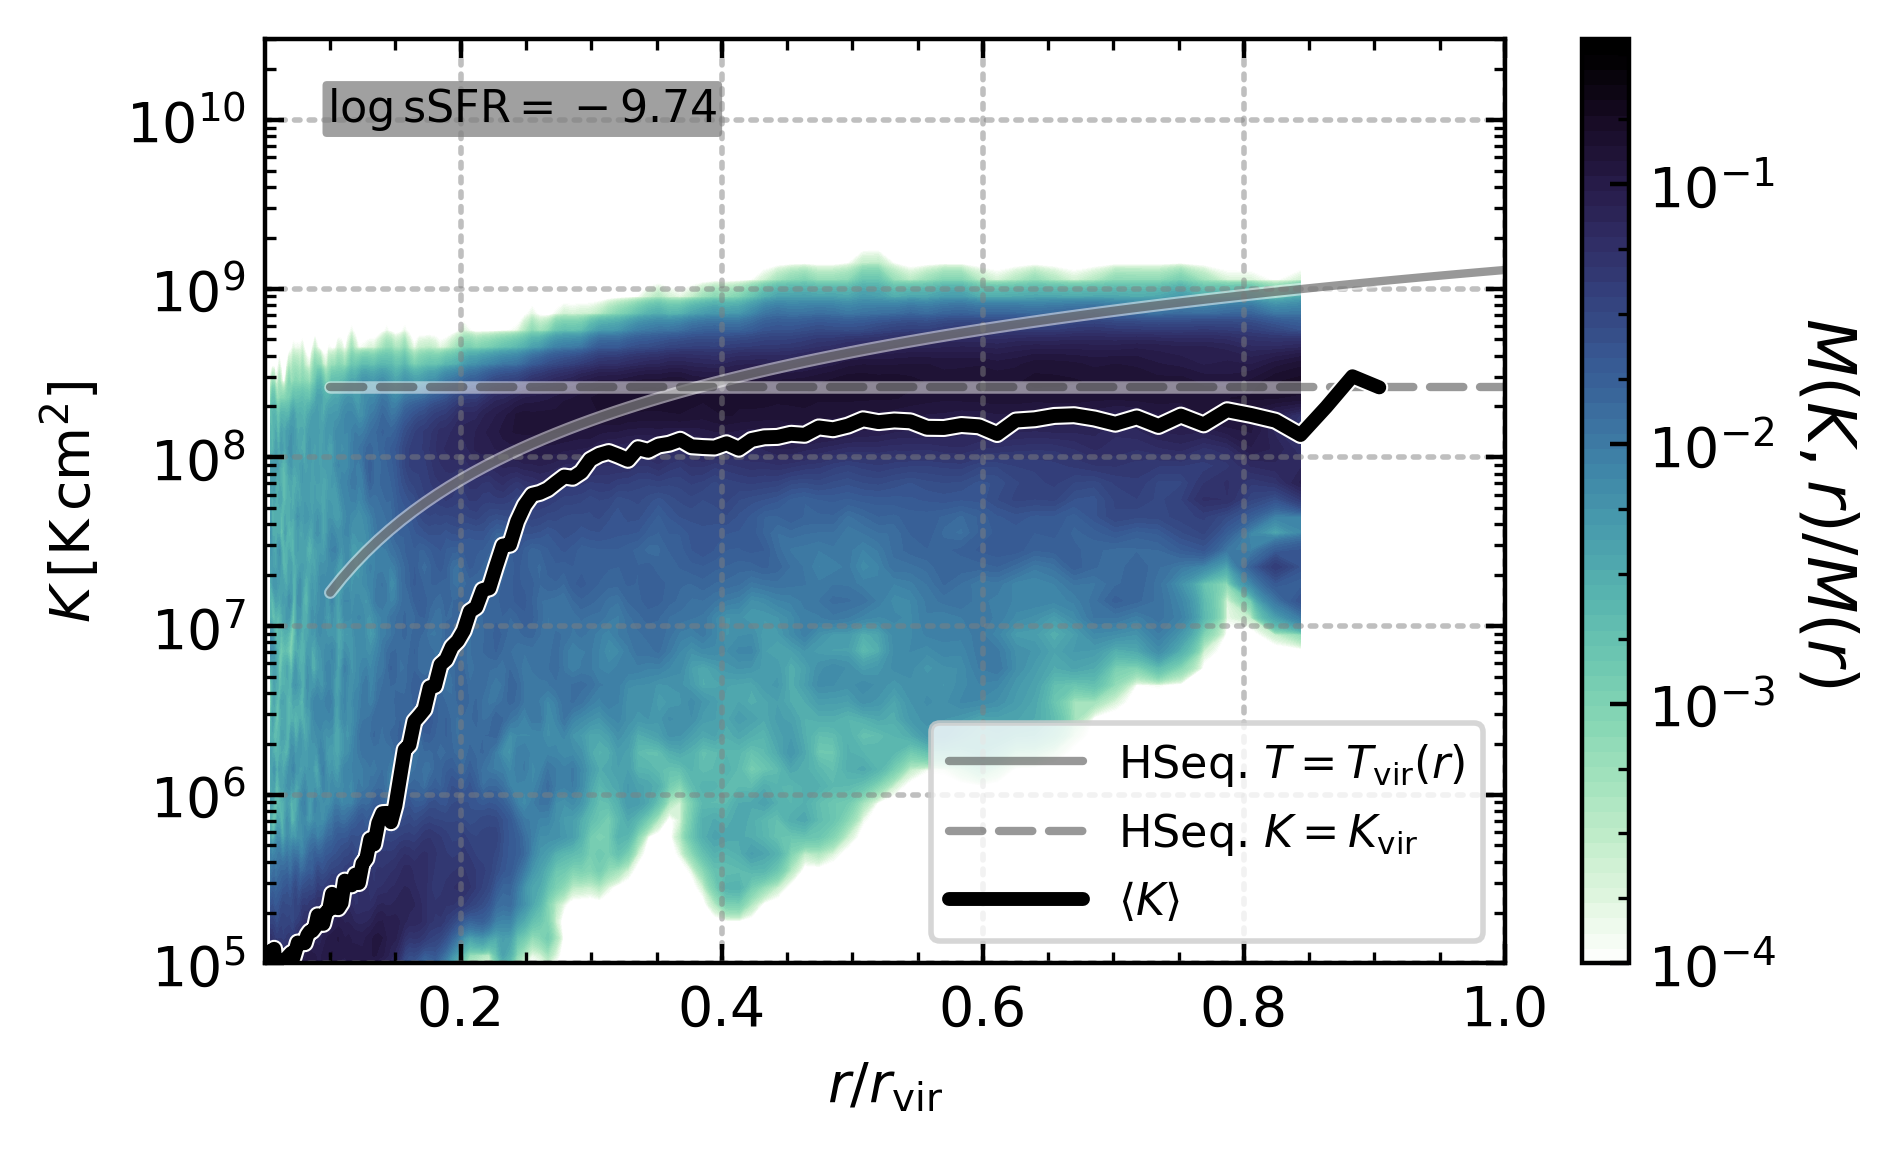 log sSFR = −9.74
10^10
10^9
10^8
10^7
10^6
10^5
K [K cm^2]
0.2 0.4 0.6 0.8 1.0
r/r_vir
HSeq. T = T_vir(r)
HSeq. K = K_vir
⟨K⟩
10^−1
10^−2
10^−3
10^−4
M(K, r)/M(r)